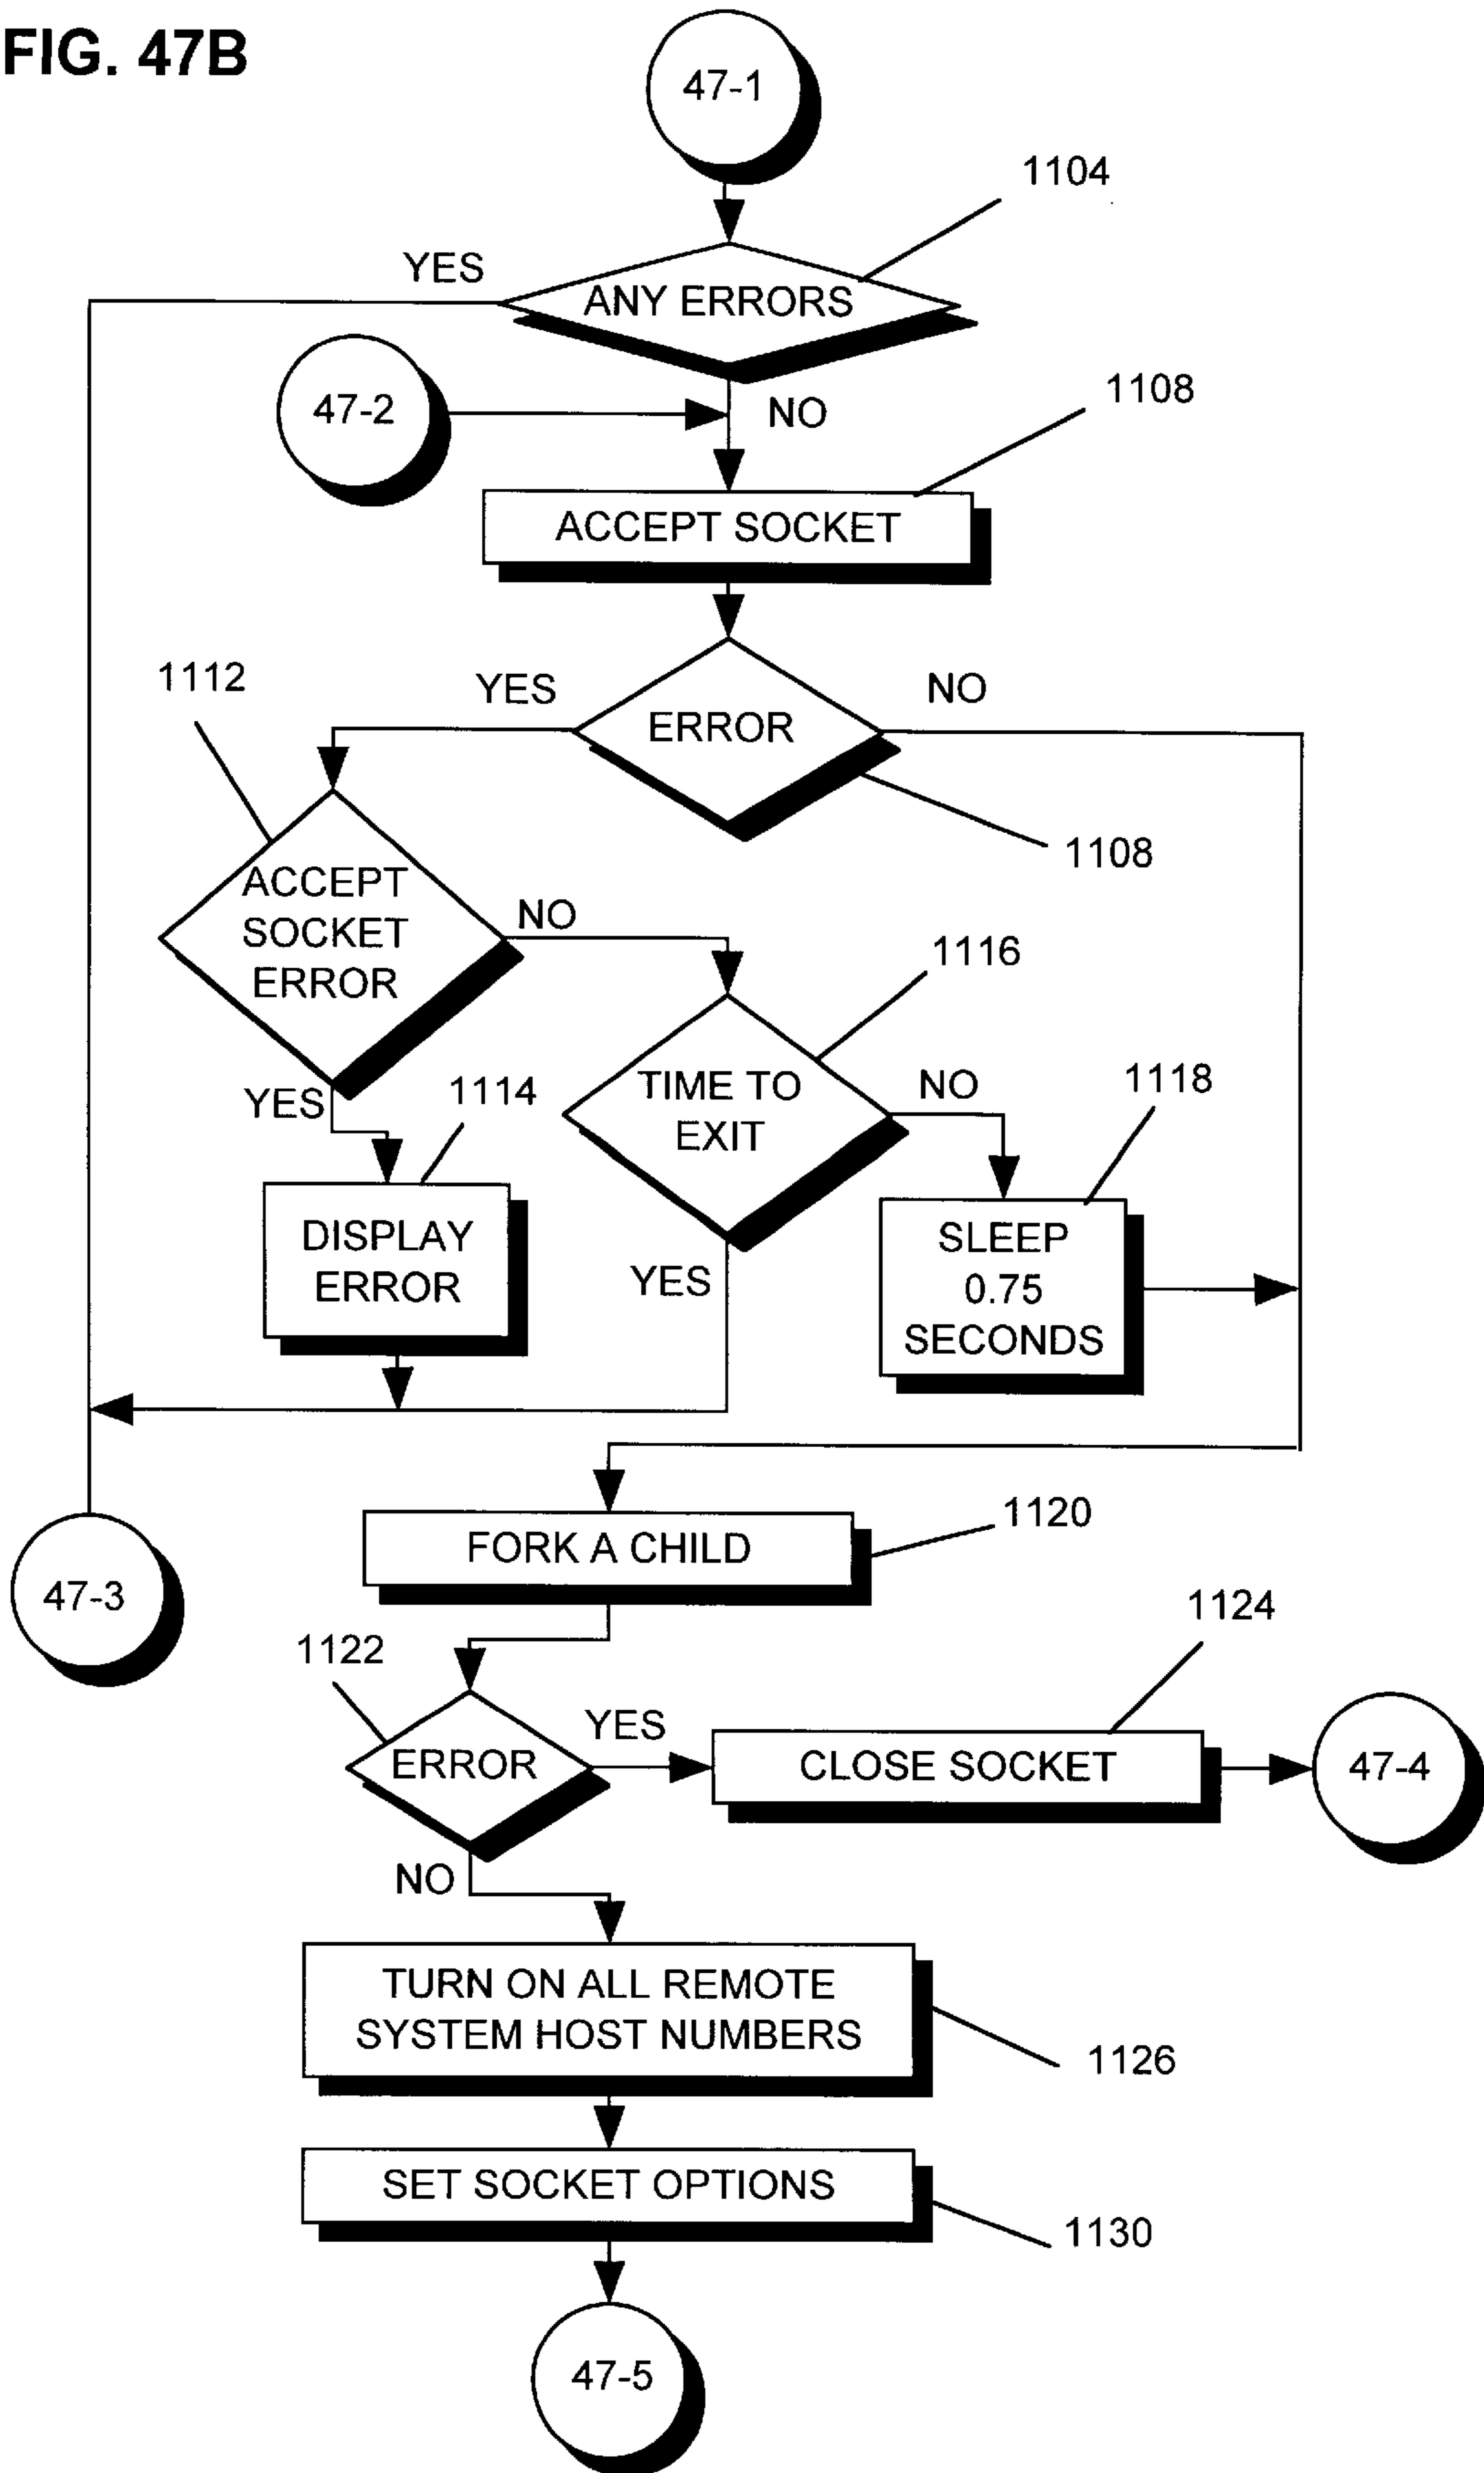 FIG. 47B
47-1
1104
YES
ANY ERRORS
47-2
NO
1108
ACCEPT SOCKET
1112
YES
NO
ERROR
1108
ACCEPT
SOCKET
ERROR
NO
1116
YES
1114
TIME TO
EXIT
NO
1118
DISPLAY
ERROR
YES
SLEEP
0.75
SECONDS
FORK A CHILD
1120
47-3
1122
1124
YES
ERROR
CLOSE SOCKET
47-4
NO
TURN ON ALL REMOTE
SYSTEM HOST NUMBERS
1126
SET SOCKET OPTIONS
1130
47-5